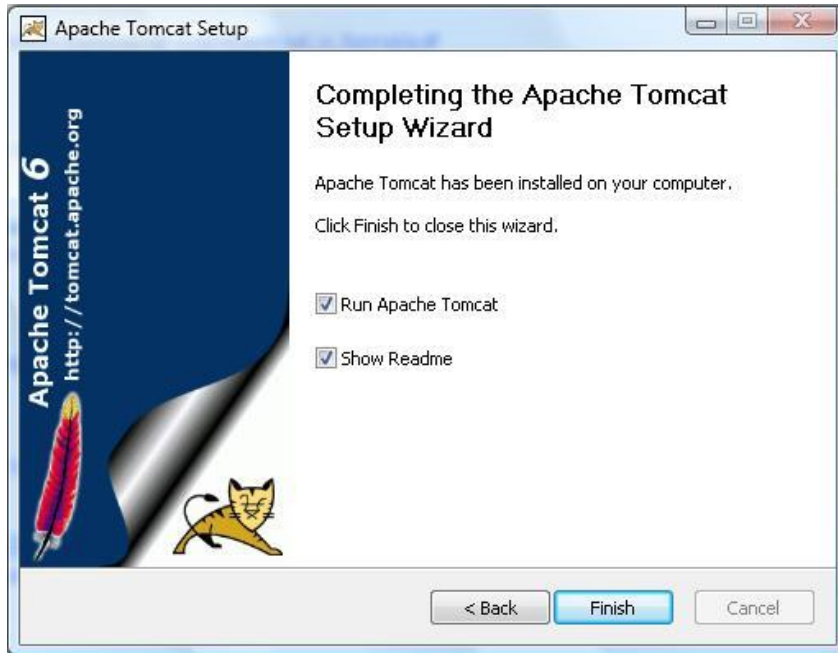 Apache Tomcat Setup
Apache Tomcat 6
http://tomcat.apache.org
Completing the Apache Tomcat
Setup Wizard
Apache Tomcat has been installed on your computer.
Click Finish to close this wizard.
Run Apache Tomcat
Show Readme
< Back
Finish
Cancel